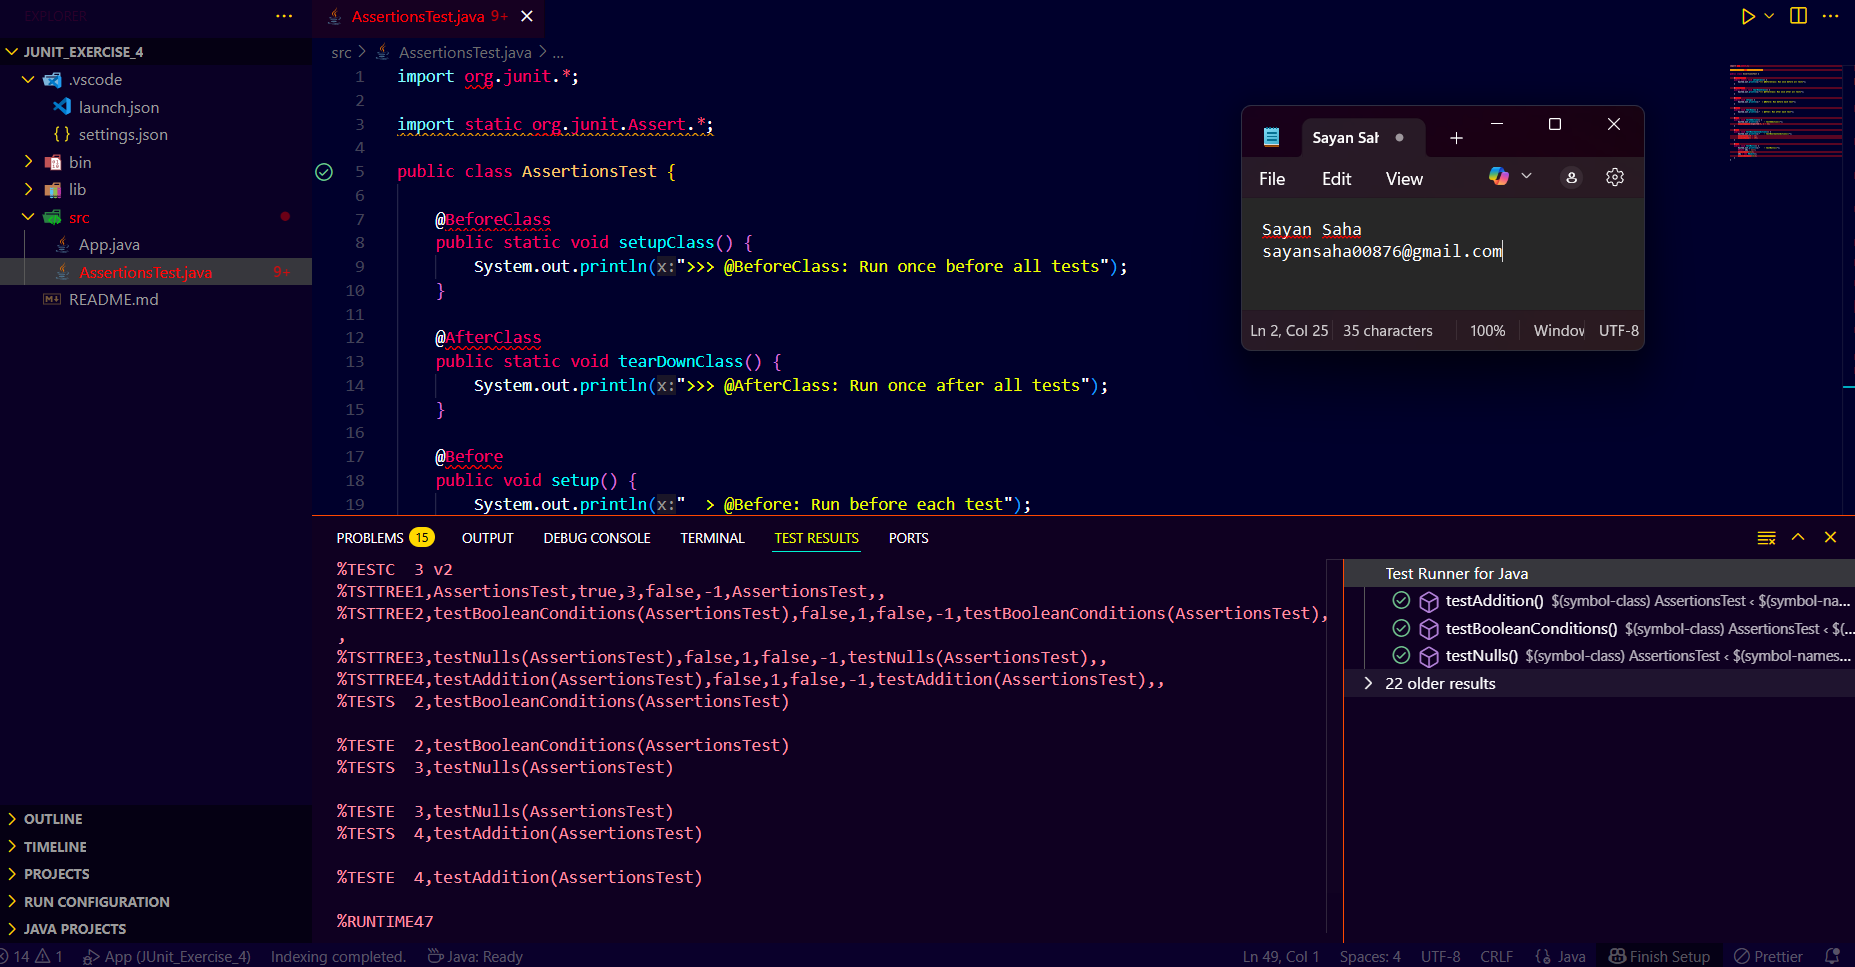 EXPLORER
JUNIT_EXERCISE_4
.vscode
launch.json
{} settings.json
bin
lib
src
App.java
AssertionsTest.java 9+
README.md
OUTLINE
TIMELINE
PROJECTS
RUN CONFIGURATION
JAVA PROJECTS
AssertionsTest.java 9+
src > AssertionsTest.java > ...
1 import org.junit.*;
2
3 import static org.junit.Assert.*;
4
5 public class AssertionsTest {
6
7 @BeforeClass
8 public static void setupClass() {
9 System.out.println(x:">>> @BeforeClass: Run once before all tests");
10 }
11
12 @AfterClass
13 public static void tearDownClass() {
14 System.out.println(x:">>> @AfterClass: Run once after all tests");
15 }
16
17 @Before
18 public void setup() {
19 System.out.println(x:"  > @Before: Run before each test");
Sayan Sah
File Edit View
Sayan Saha
sayansaha00876@gmail.com
Ln 2, Col 25 35 characters 100% Window UTF-8
PROBLEMS 15 OUTPUT DEBUG CONSOLE TERMINAL TEST RESULTS PORTS
%TESTC  3 v2
%TSTTREE1,AssertionsTest,true,3,false,-1,AssertionsTest,,
%TSTTREE2,testBooleanConditions(AssertionsTest),false,1,false,-1,testBooleanConditions(AssertionsTest),
,
%TSTTREE3,testNulls(AssertionsTest),false,1,false,-1,testNulls(AssertionsTest),,
%TSTTREE4,testAddition(AssertionsTest),false,1,false,-1,testAddition(AssertionsTest),,
%TESTS  2,testBooleanConditions(AssertionsTest)
%TESTE  2,testBooleanConditions(AssertionsTest)
%TESTS  3,testNulls(AssertionsTest)
%TESTE  3,testNulls(AssertionsTest)
%TESTS  4,testAddition(AssertionsTest)
%TESTE  4,testAddition(AssertionsTest)
%RUNTIME47
Test Runner for Java
testAddition() $(symbol-class) AssertionsTest < $(symbol-na...
testBooleanConditions() $(symbol-class) AssertionsTest < $(...
testNulls() $(symbol-class) AssertionsTest < $(symbol-names...
22 older results
14 1 App (JUnit_Exercise_4) Indexing completed. Java: Ready Ln 49, Col 1 Spaces: 4 UTF-8 CRLF Java Finish Setup Prettier